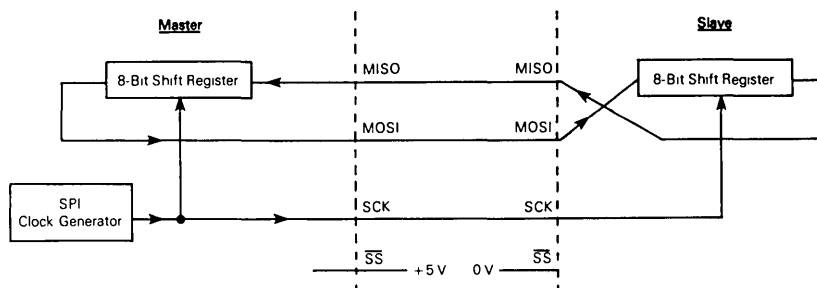 Master
Slave
8-Bit Shift Register
MISO
MISO
8-Bit Shift Register
MOSI
MOSI
SPI
Clock Generator
SCK
SCK
SS
+5 V
0 V
SS